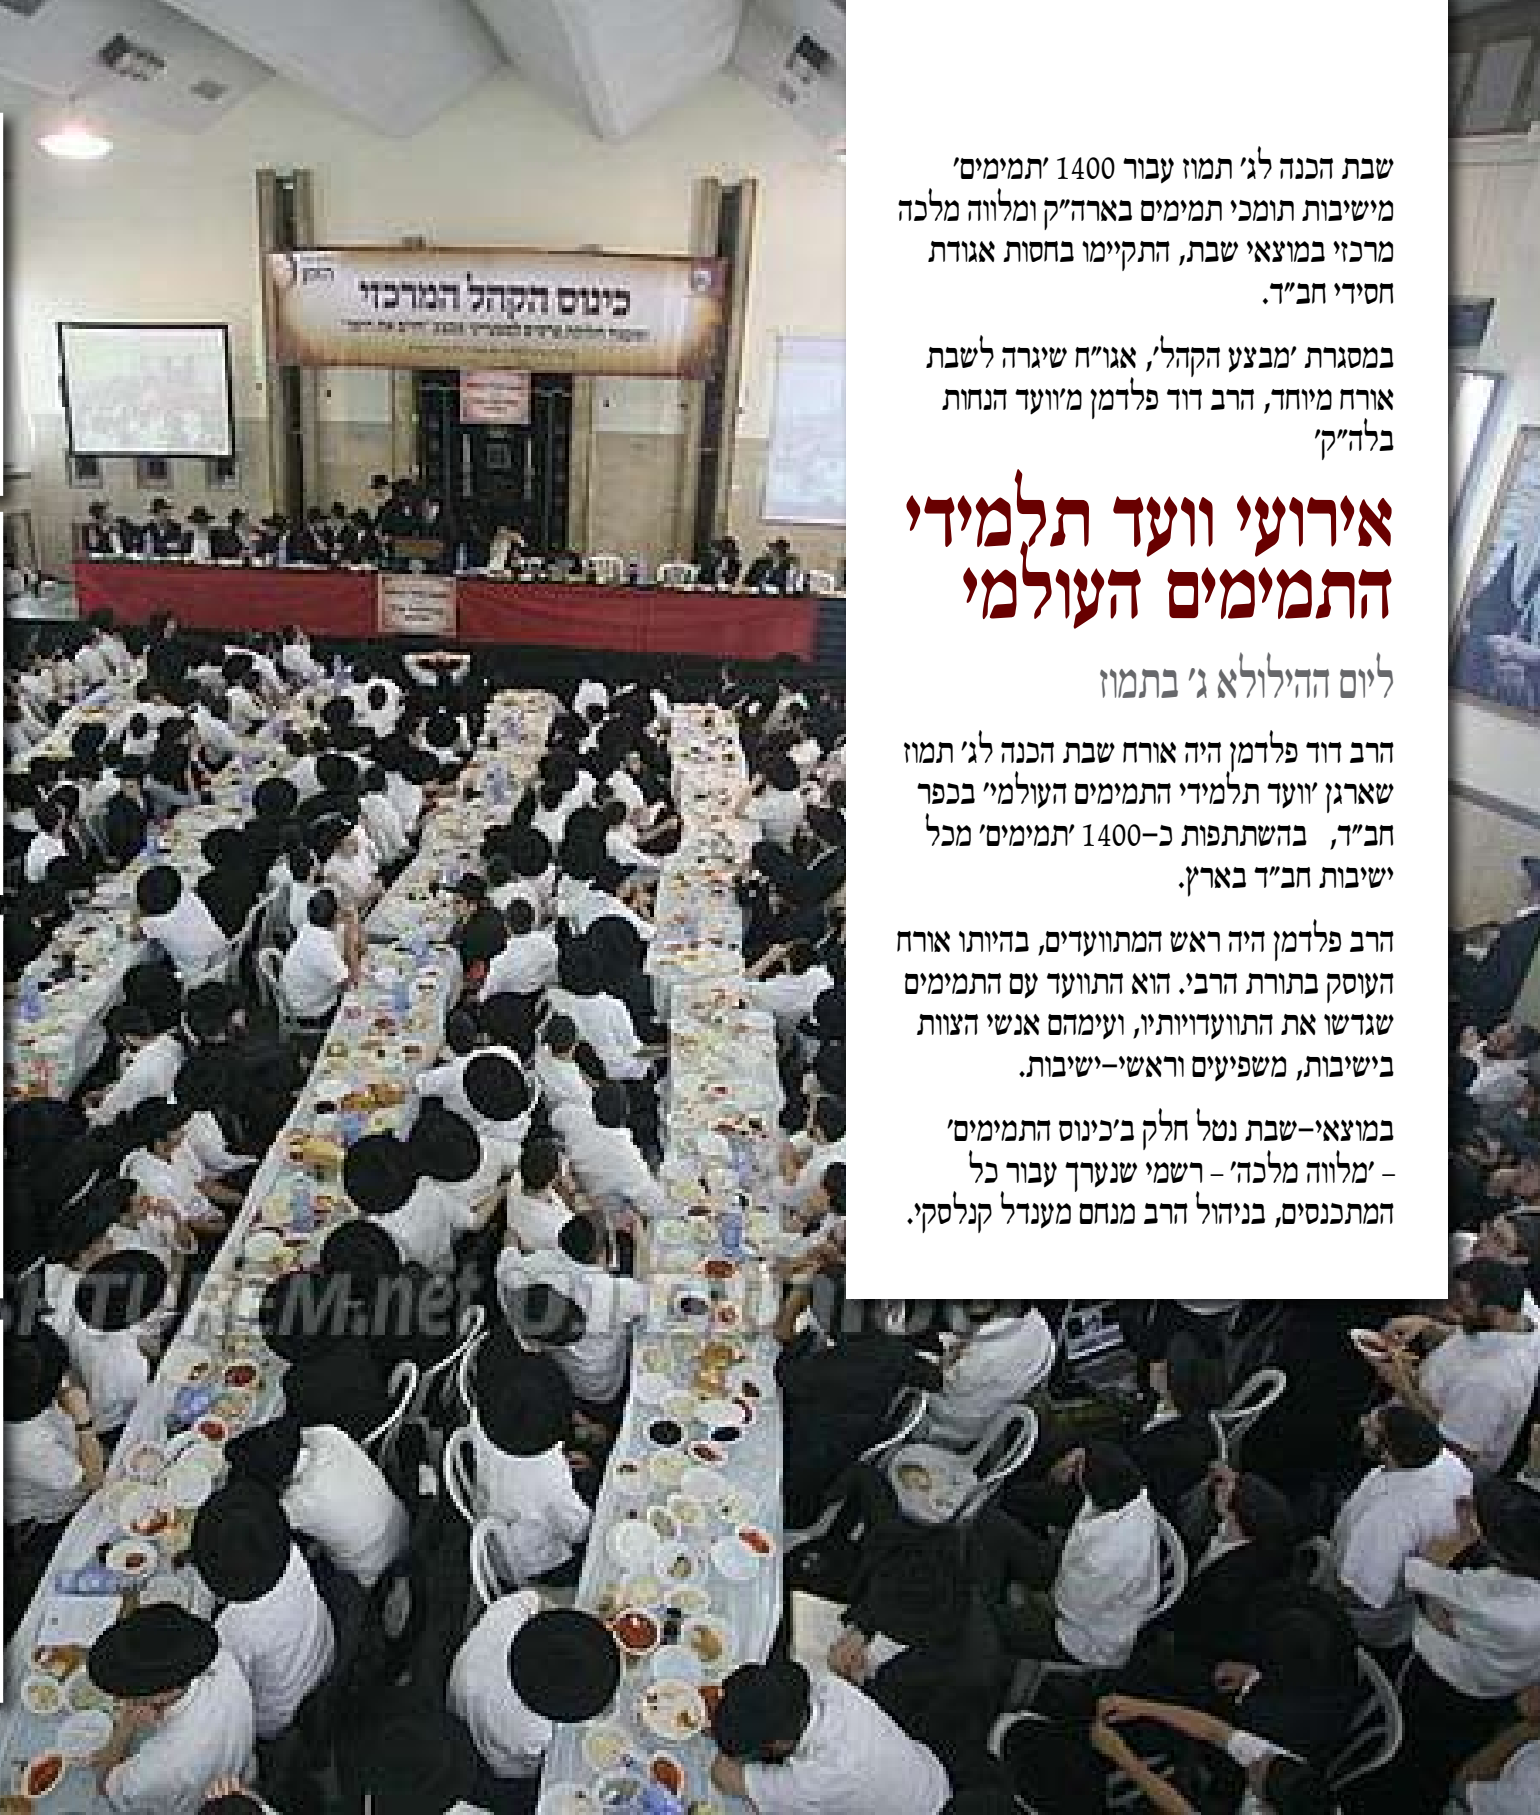 שבת הכנה לג׳ תמוז עבור 1400 ׳תמימים׳
מישיבות תומכי תמימים בארה״ק ומלווה מלכה
מרכזי במוצאי שבת, התקיימו בחסות אגודת
חסידי חב״ד.
במסגרת ׳מבצע הקהל׳, אגו״ח שיגרה לשבת
אורח מיוחד, הרב דוד פלדמן מ׳וועד הנחות
בלה״ק׳
אירועי וועד תלמידי
התמימים העולמי
ליום ההילולא ג׳ בתמוז
הרב דוד פלדמן היה אורח שבת הכנה לג׳ תמוז
שארגן ׳וועד תלמידי התמימים העולמי׳ בכפר
חב״ד, בהשתתפות כ–1400 ׳תמימים׳ מכל
ישיבות חב״ד בארץ.
הרב פלדמן היה ראש המתוועדים, בהיותו אורח
העוסק בתורת הרבי. הוא התוועד עם התמימים
שגדשו את התוועדויותיו, ועימהם אנשי הצוות
בישיבות, משפיעים וראשי–ישיבות.
במוצאי–שבת נטל חלק ב׳כינוס התמימים׳
– ׳מלווה מלכה׳ – רשמי שנערך עבור כל
המתכנסים, בניהול הרב מנחם מענדל קנלסקי.
כינוס הקהל המרכזי
.net